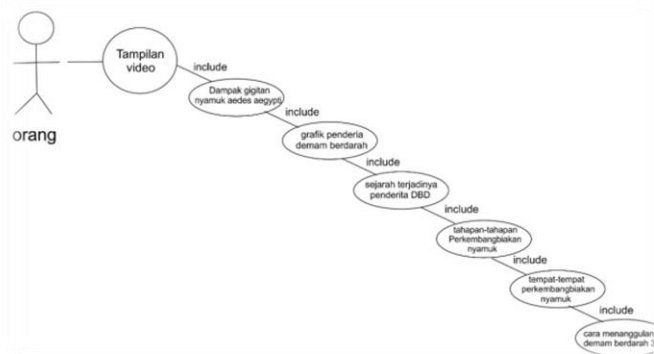 Tampilan
video
include
Dampak gigitan
nyamuk aedes aegypti
include
orang
grafik penderia
demam berdarah
include
sejarah terjadinya
penderita DBD
include
tahapan-tahapan
Perkembangbiakan
nyamuk
include
tempat-tempat
perkembangbiakan
nyamuk
include
cara menanggulan
demam berdarah 3